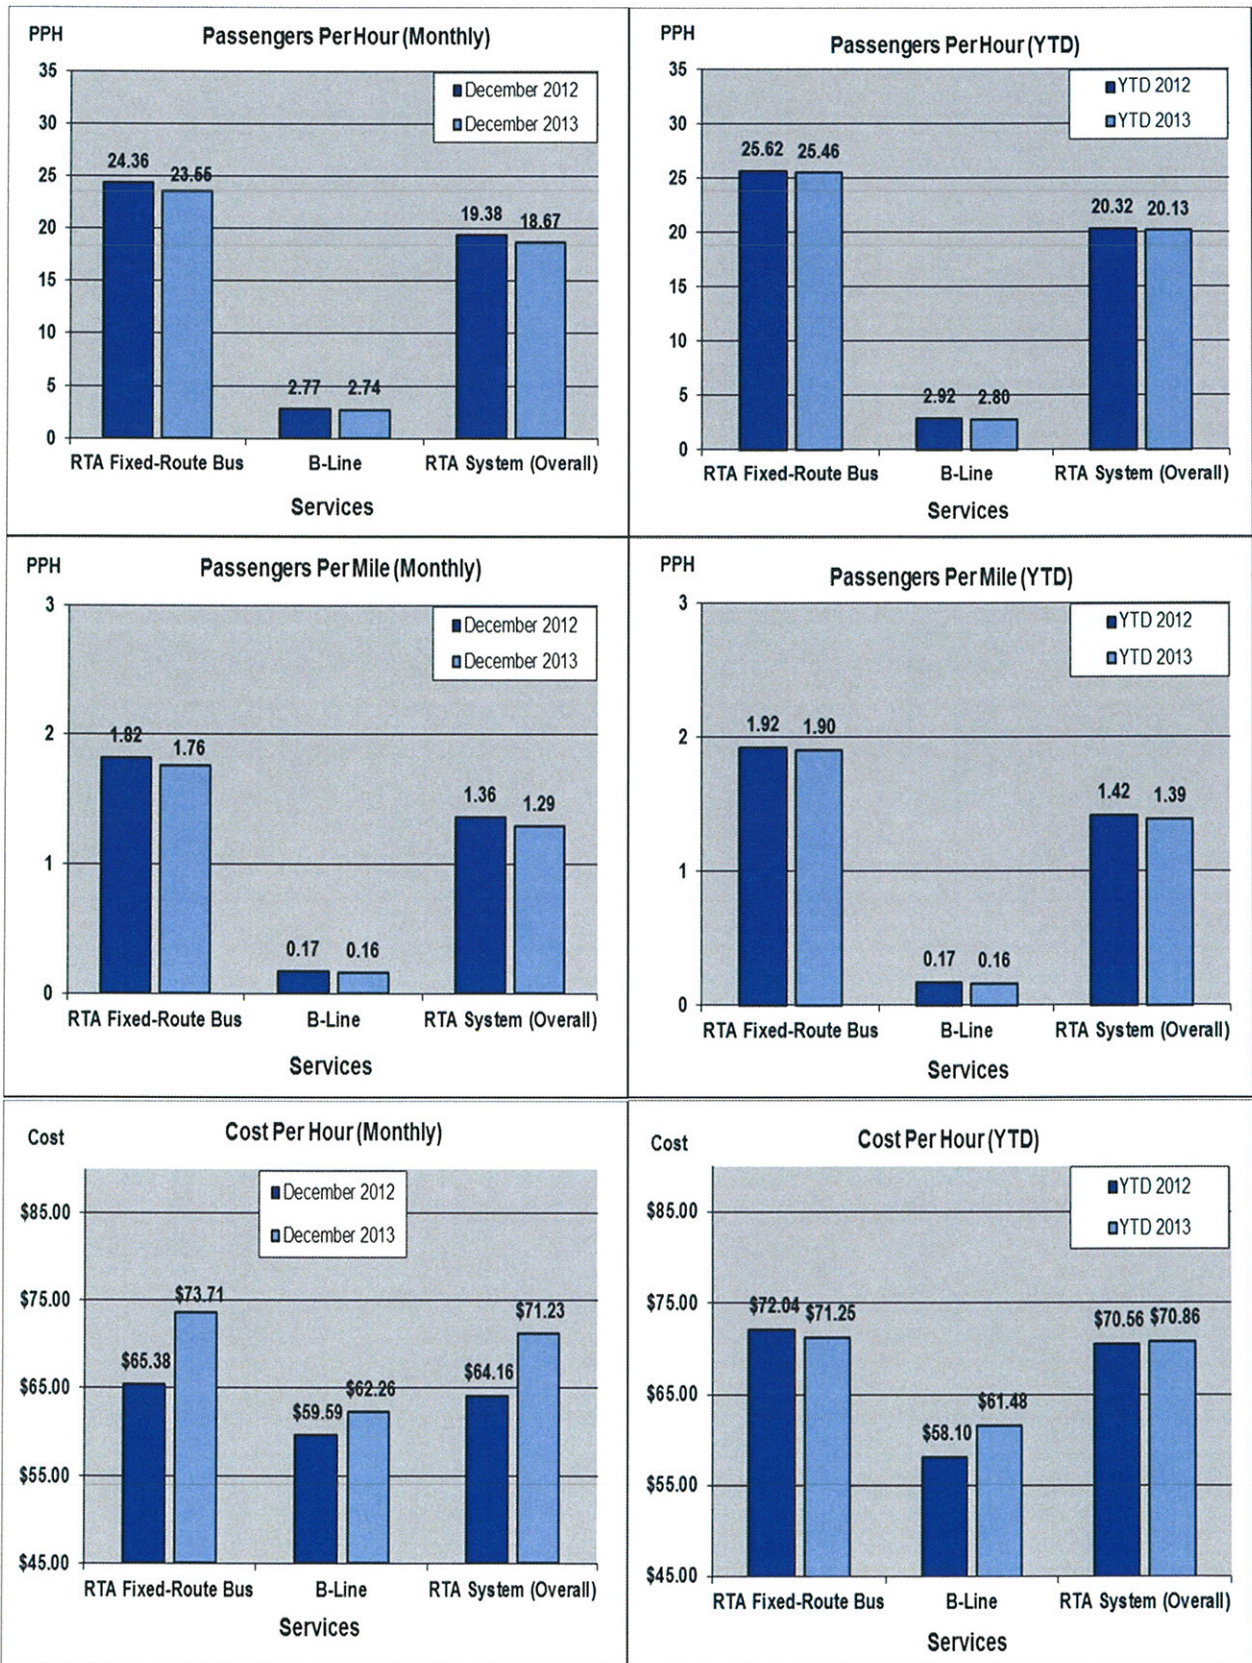 PPH
Passengers Per Hour (Monthly)
December 2012
December 2013
35
30
25
20
15
10
5
0
24.36
23.55
2.77
2.74
19.38
18.67
RTA Fixed-Route Bus
B-Line
RTA System (Overall)
Services
PPH
Passengers Per Hour (YTD)
YTD 2012
YTD 2013
35
30
25
20
15
10
5
0
25.62
25.46
2.92
2.80
20.32
20.13
RTA Fixed-Route Bus
B-Line
RTA System (Overall)
Services
PPH
Passengers Per Mile (Monthly)
December 2012
December 2013
3
2
1
0
1.82
1.76
0.17
0.16
1.36
1.29
RTA Fixed-Route Bus
B-Line
RTA System (Overall)
Services
PPH
Passengers Per Mile (YTD)
YTD 2012
YTD 2013
3
2
1
0
1.92
1.90
0.17
0.16
1.42
1.39
RTA Fixed-Route Bus
B-Line
RTA System (Overall)
Services
Cost
Cost Per Hour (Monthly)
December 2012
December 2013
$85.00
$75.00
$65.00
$55.00
$45.00
$65.38
$73.71
$59.59
$62.26
$64.16
$71.23
RTA Fixed-Route Bus
B-Line
RTA System (Overall)
Services
Cost
Cost Per Hour (YTD)
YTD 2012
YTD 2013
$85.00
$75.00
$65.00
$55.00
$45.00
$72.04
$71.25
$58.10
$61.48
$70.56
$70.86
RTA Fixed-Route Bus
B-Line
RTA System (Overall)
Services